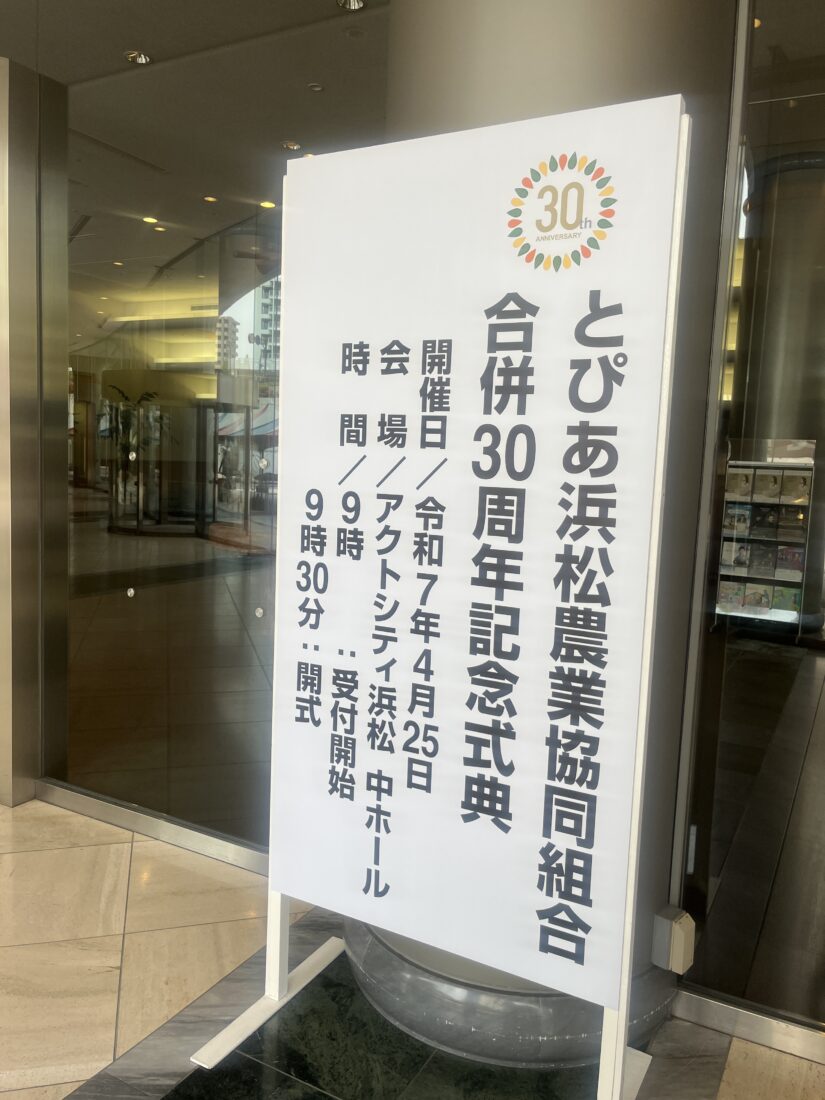 30th
ANNIVERSARY
とぴあ浜松農業協同組合
合併30周年記念式典
開催日／令和7年4月25日
会　場／アクトシティ浜松 中ホール
時　間／9時　　：受付開始
9時30分：開式